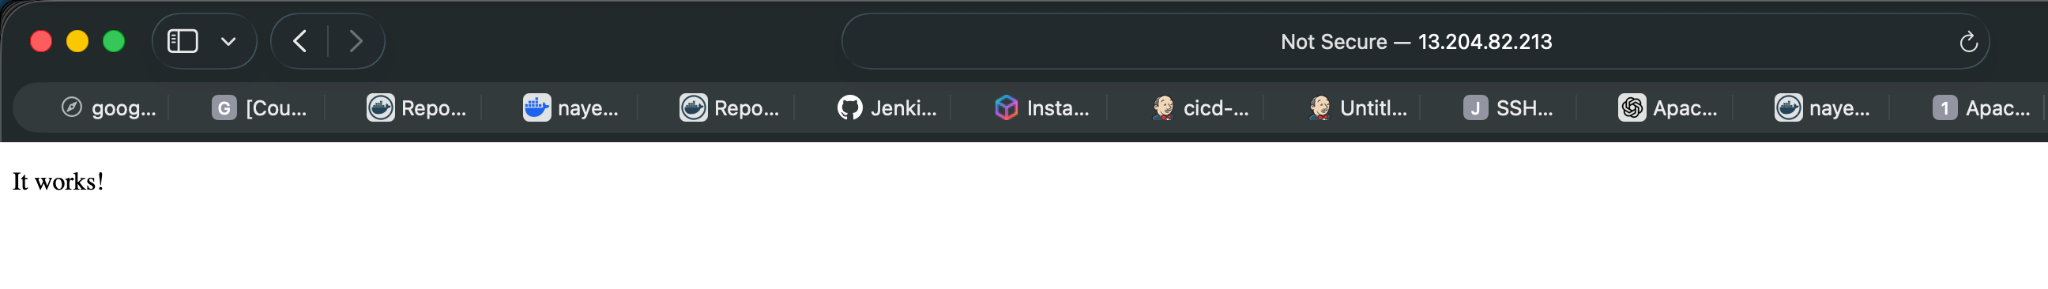 Not Secure — 13.204.82.213
goog... G [Cou... Repo... naye... Repo... Jenki... Insta... cicd-... Untitl... J SSH... Apac... naye... 1 Apac...
It works!